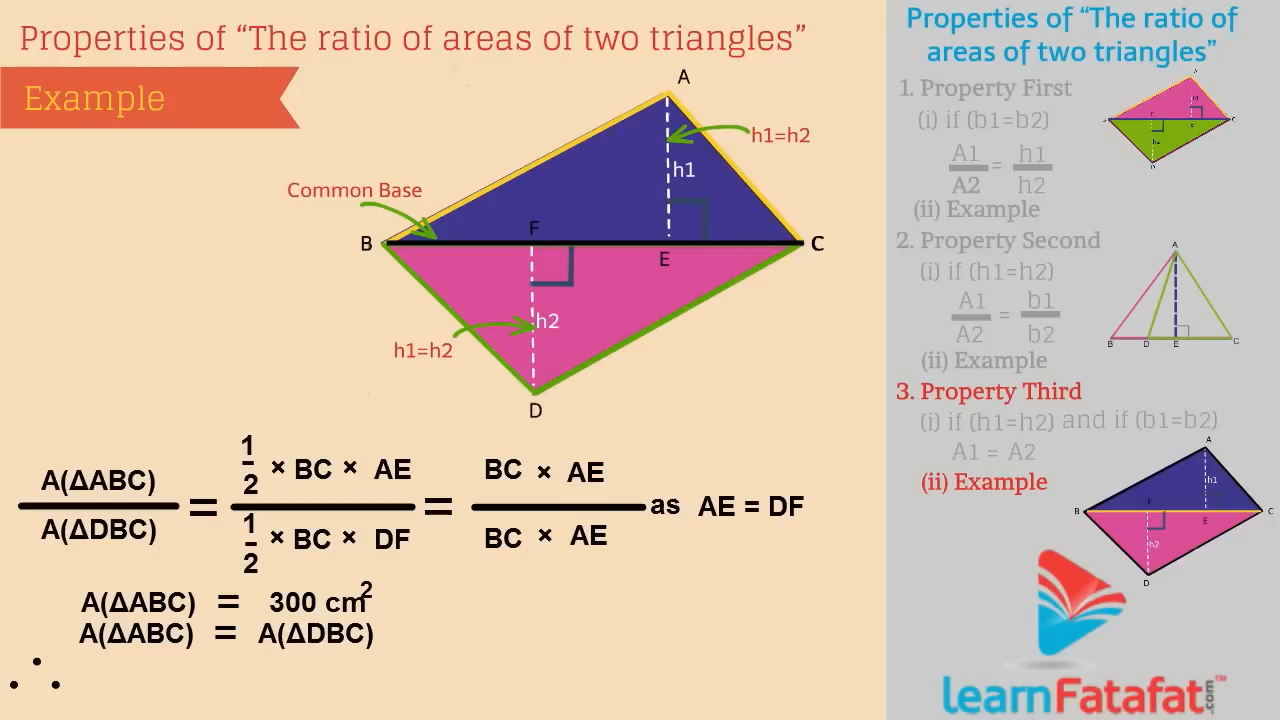 Properties of “The ratio of areas of two triangles”
Example
A
h1=h2
h1
Common Base
B
F
E
C
h2
h1=h2
D
A(ΔABC) / A(ΔDBC) = 1/2 × BC × AE / 1/2 × BC × DF = BC × AE / BC × AE as AE = DF
A(ΔABC) = 300 cm²
A(ΔABC) = A(ΔDBC)
∴
Properties of “The ratio of
areas of two triangles”
1. Property First
(i) if (b1=b2)
A1 / A2 = h1 / h2
(ii) Example
2. Property Second
(i) if (h1=h2)
A1 / A2 = b1 / b2
(ii) Example
A
B
D
E
C
3. Property Third
(i) if (h1=h2) and if (b1=b2)
A1 = A2
(ii) Example
A
h1
B
F
E
C
h2
D
learnFatafat.com™